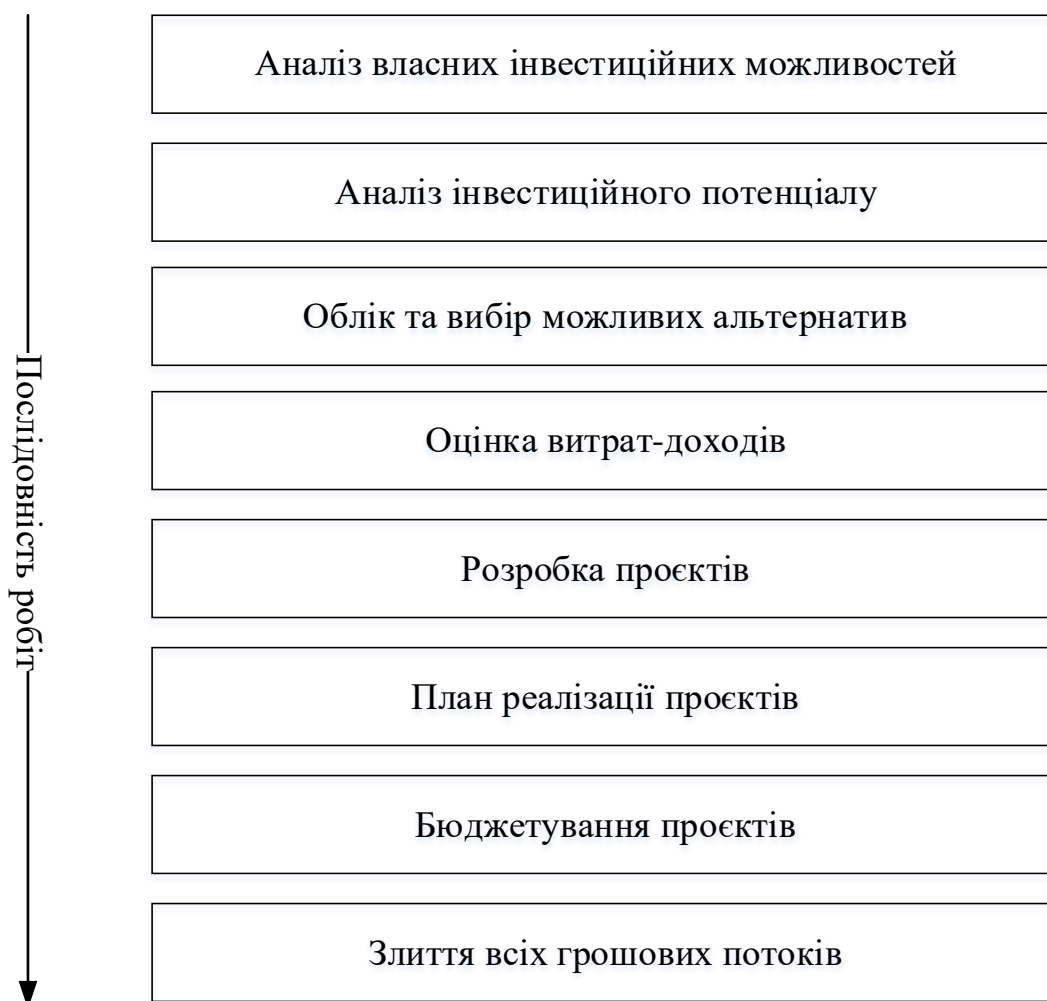 Аналіз власних інвестиційних можливостей
Аналіз інвестиційного потенціалу
Облік та вибір можливих альтернатив
Оцінка витрат-доходів
Розробка проєктів
План реалізації проєктів
Бюджетування проєктів
Злиття всіх грошових потоків
Послідовність робіт